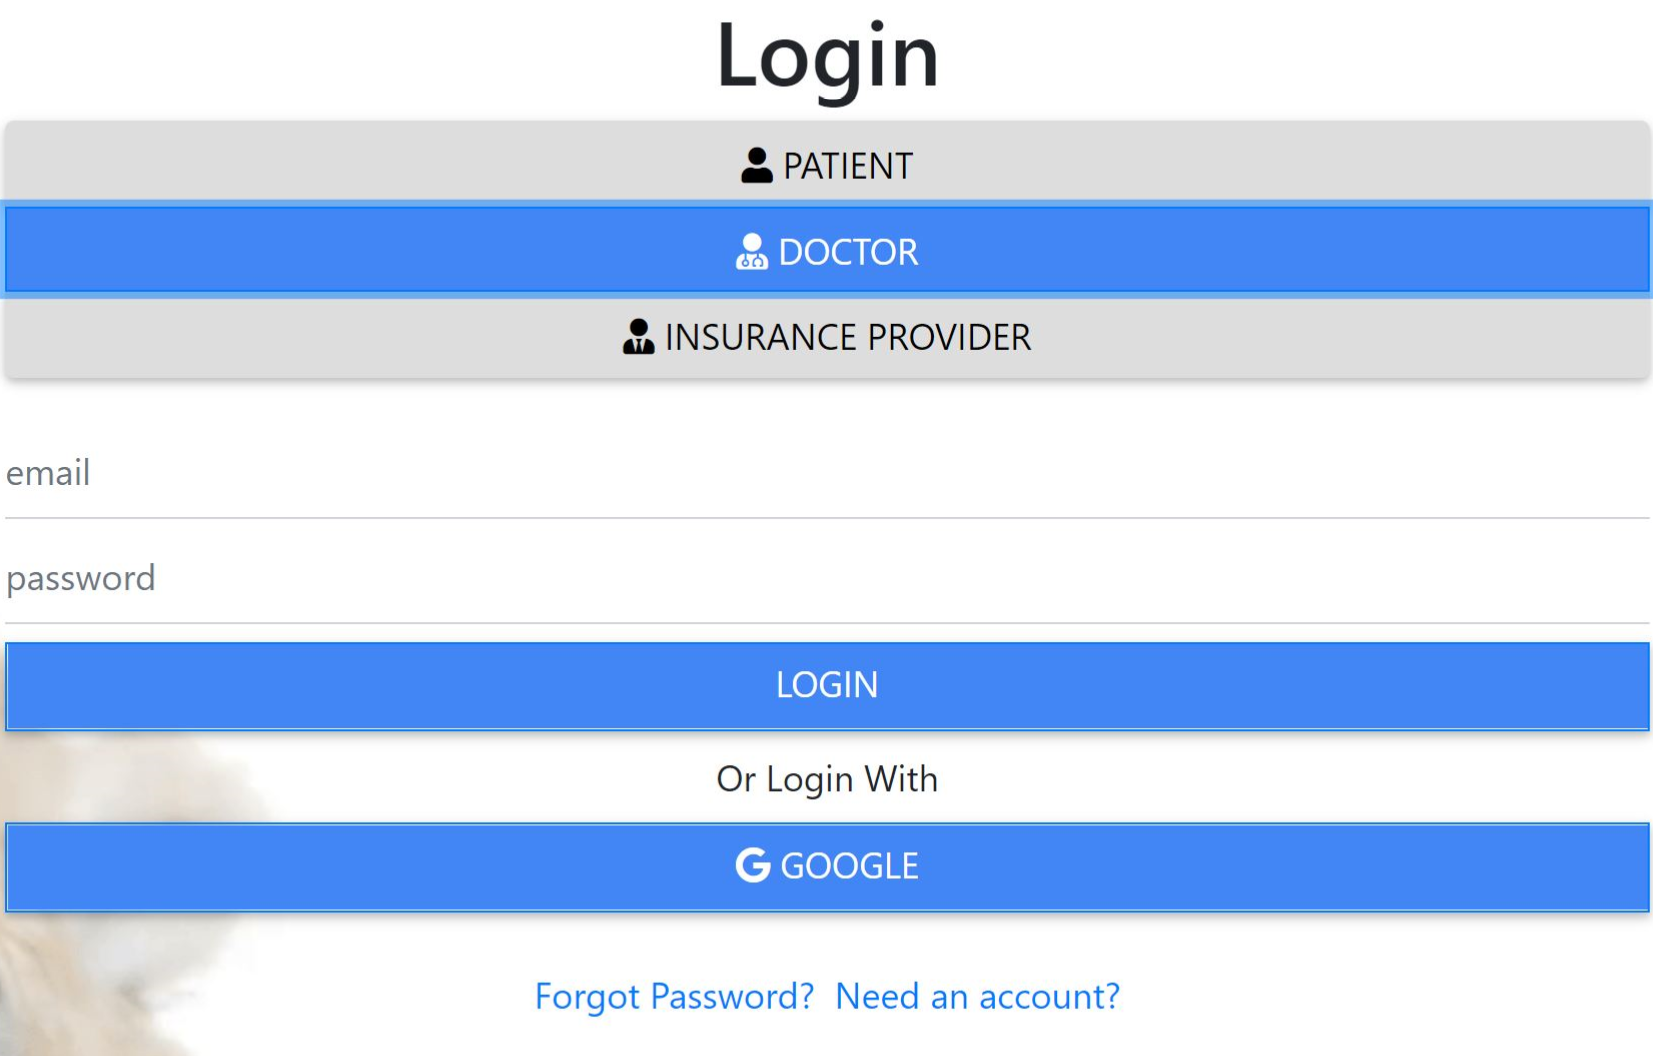 Login
PATIENT
DOCTOR
INSURANCE PROVIDER
email
password
LOGIN
Or Login With
GOOGLE
Forgot Password? Need an account?